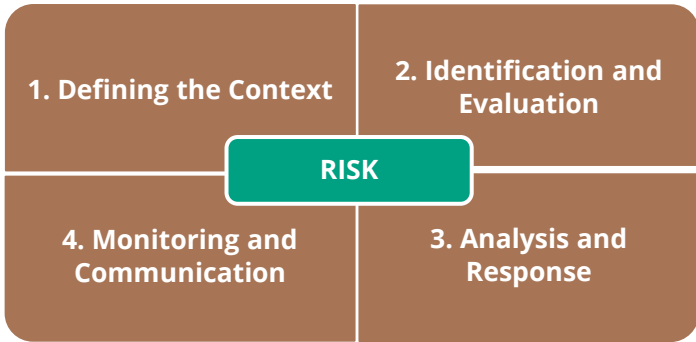 1. Defining the Context
2. Identification and
Evaluation
RISK
4. Monitoring and
Communication
3. Analysis and
Response